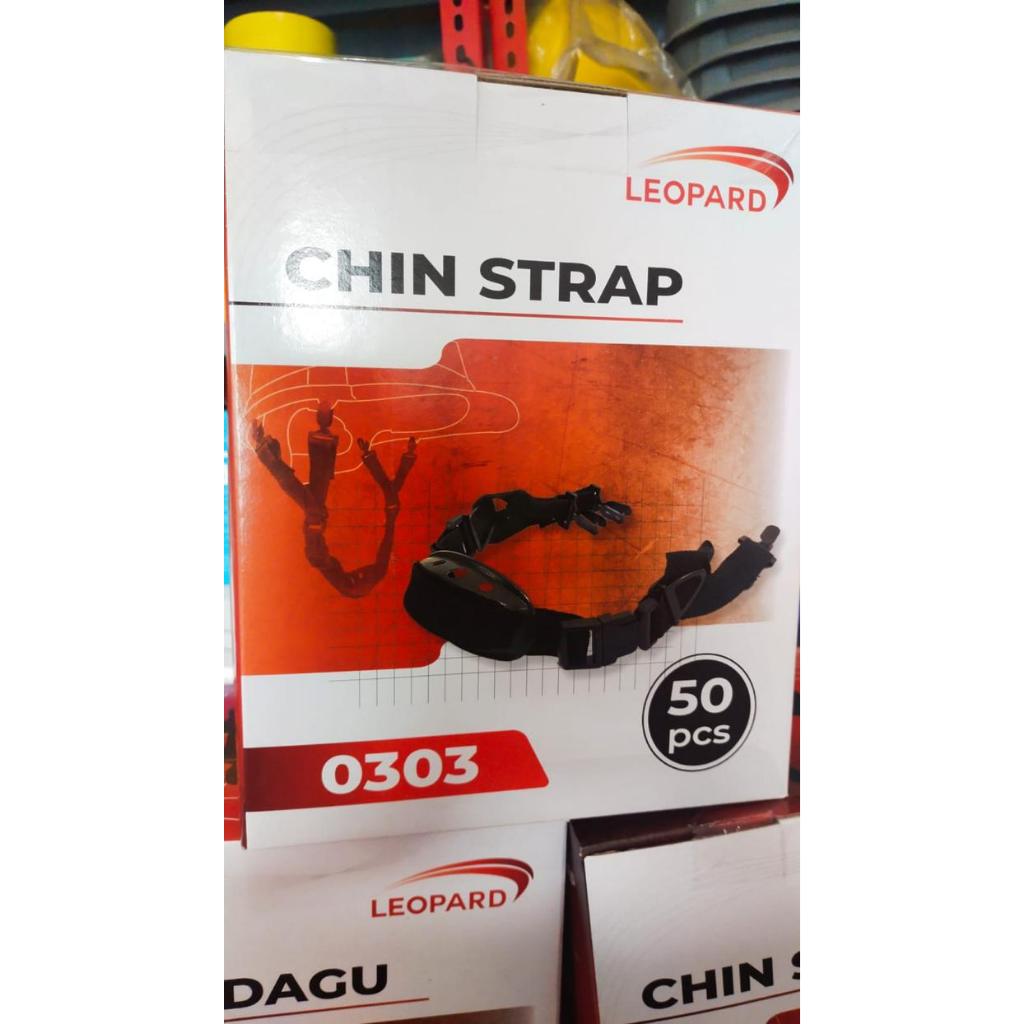 LEOPARD
CHIN STRAP
50
pcs
0303
LEOPARD
DAGU
CHIN